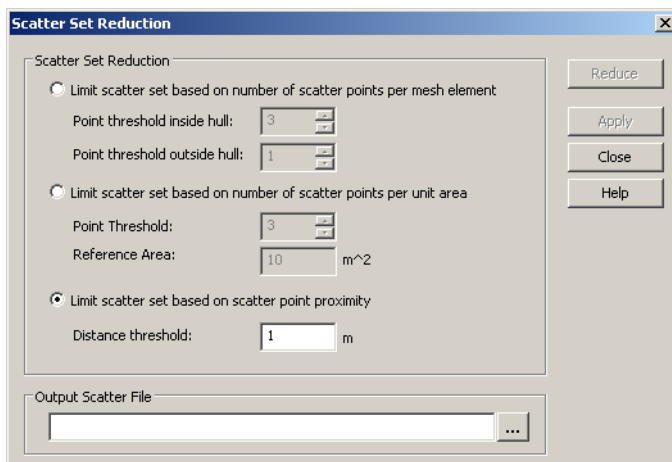 Scatter Set Reduction
Scatter Set Reduction
Limit scatter set based on number of scatter points per mesh element
Point threshold inside hull: 3
Point threshold outside hull: 1
Limit scatter set based on number of scatter points per unit area
Point Threshold: 3
Reference Area: 10 m^2
Limit scatter set based on scatter point proximity
Distance threshold: 1 m
Output Scatter File
...
Reduce
Apply
Close
Help